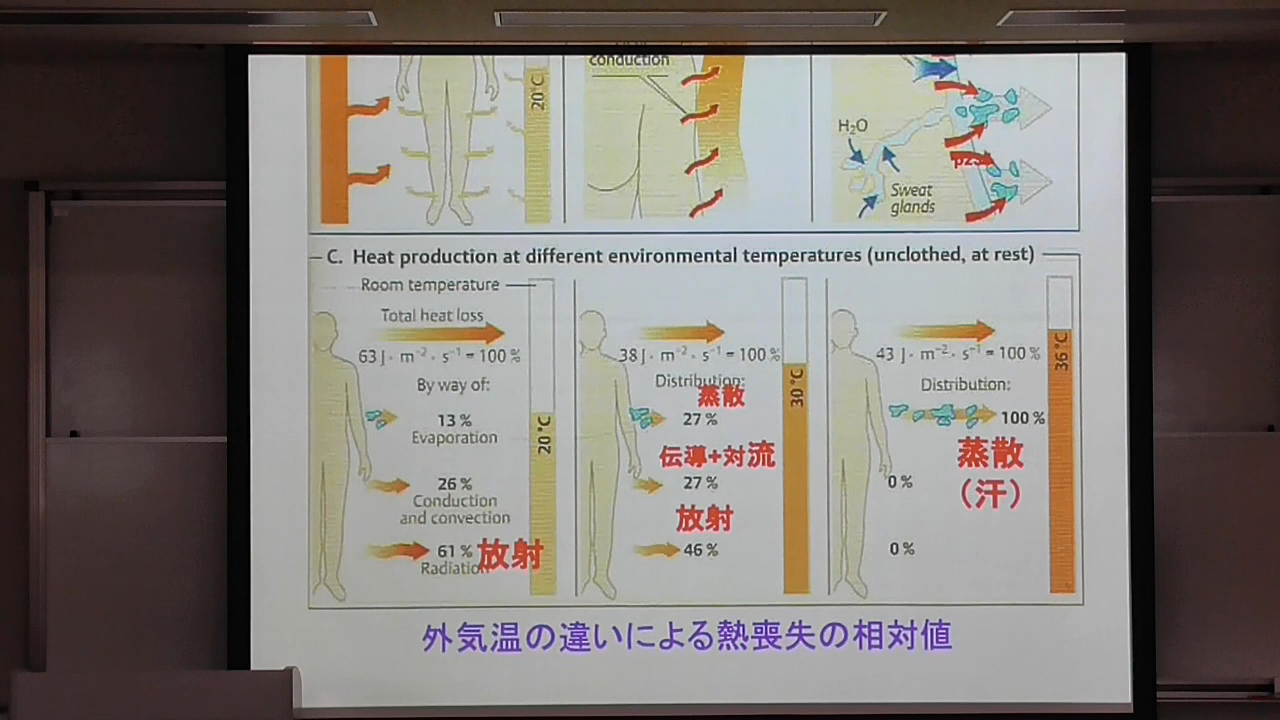 conduction
20°C
H₂O
Sweat
glands
C. Heat production at different environmental temperatures (unclothed, at rest)
Room temperature
Total heat loss
63 J · m⁻² · s⁻¹ = 100 %
By way of:
13 %
Evaporation
26 %
Conduction
and convection
61 % 放射
Radiation
20 °C
38 J · m⁻² · s⁻¹ = 100 %
Distribution:
蒸散
27 %
伝導+対流
27 %
放射
46 %
30 °C
43 J · m⁻² · s⁻¹ = 100 %
Distribution:
100 %
蒸散
(汗)
0 %
0 %
36 °C
外気温の違いによる熱喪失の相対値